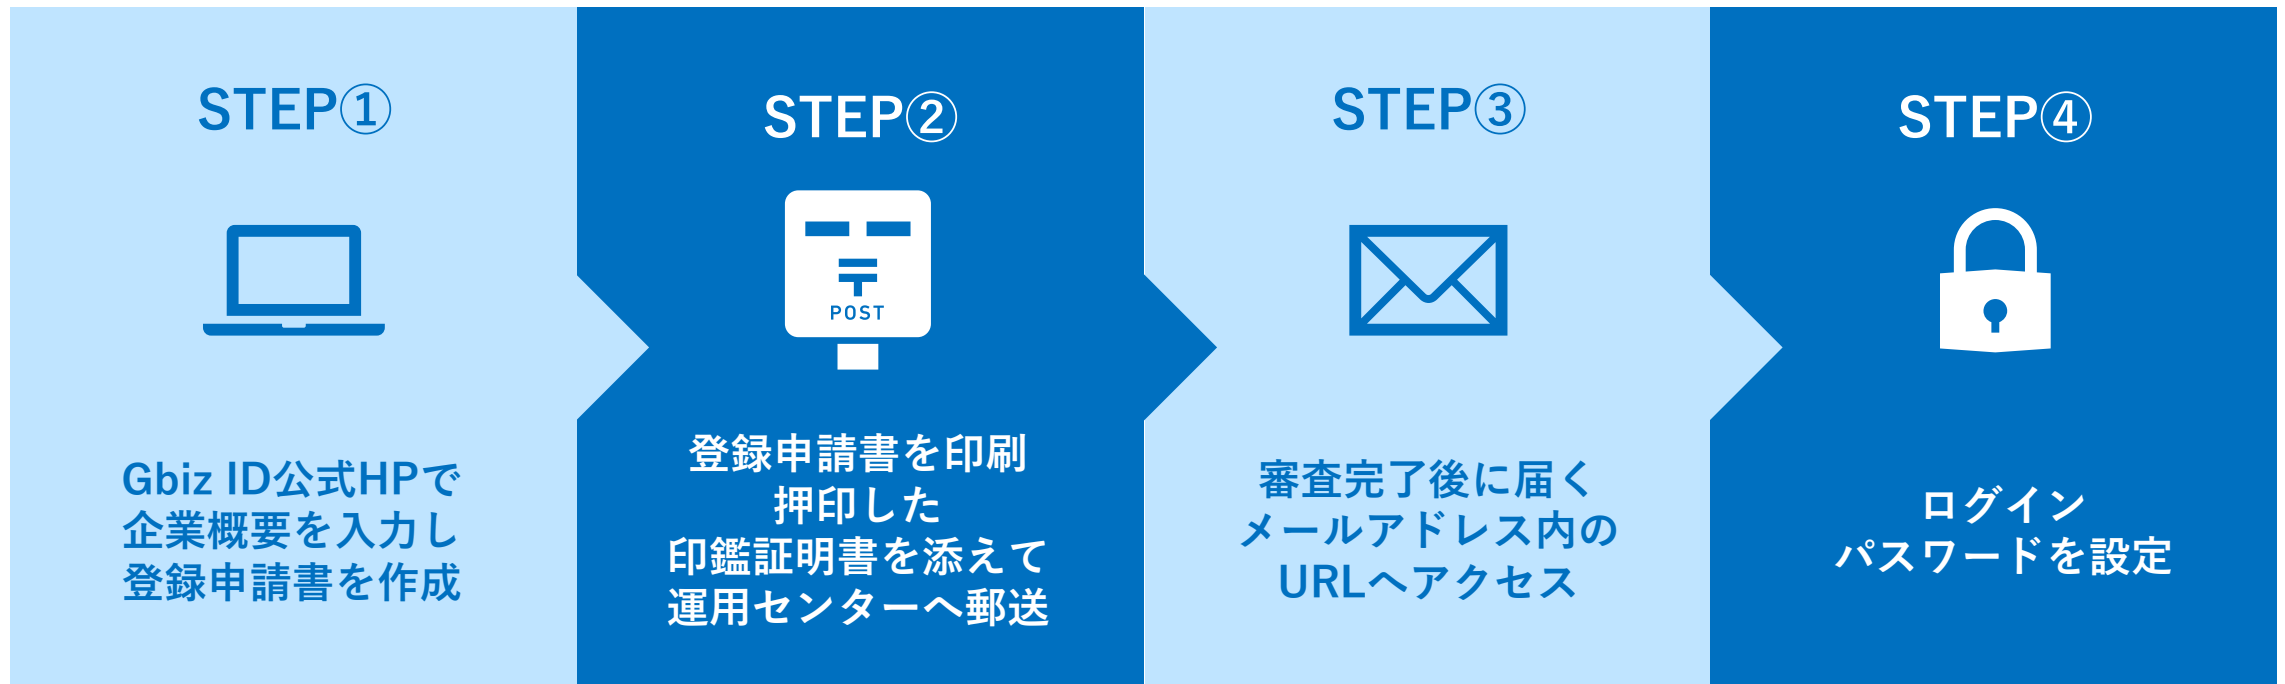 STEP①
Gbiz ID公式HPで
企業概要を入力し
登録申請書を作成
STEP②
POST
登録申請書を印刷
押印した
印鑑証明書を添えて
運用センターへ郵送
STEP③
審査完了後に届く
メールアドレス内の
URLへアクセス
STEP④
ログイン
パスワードを設定